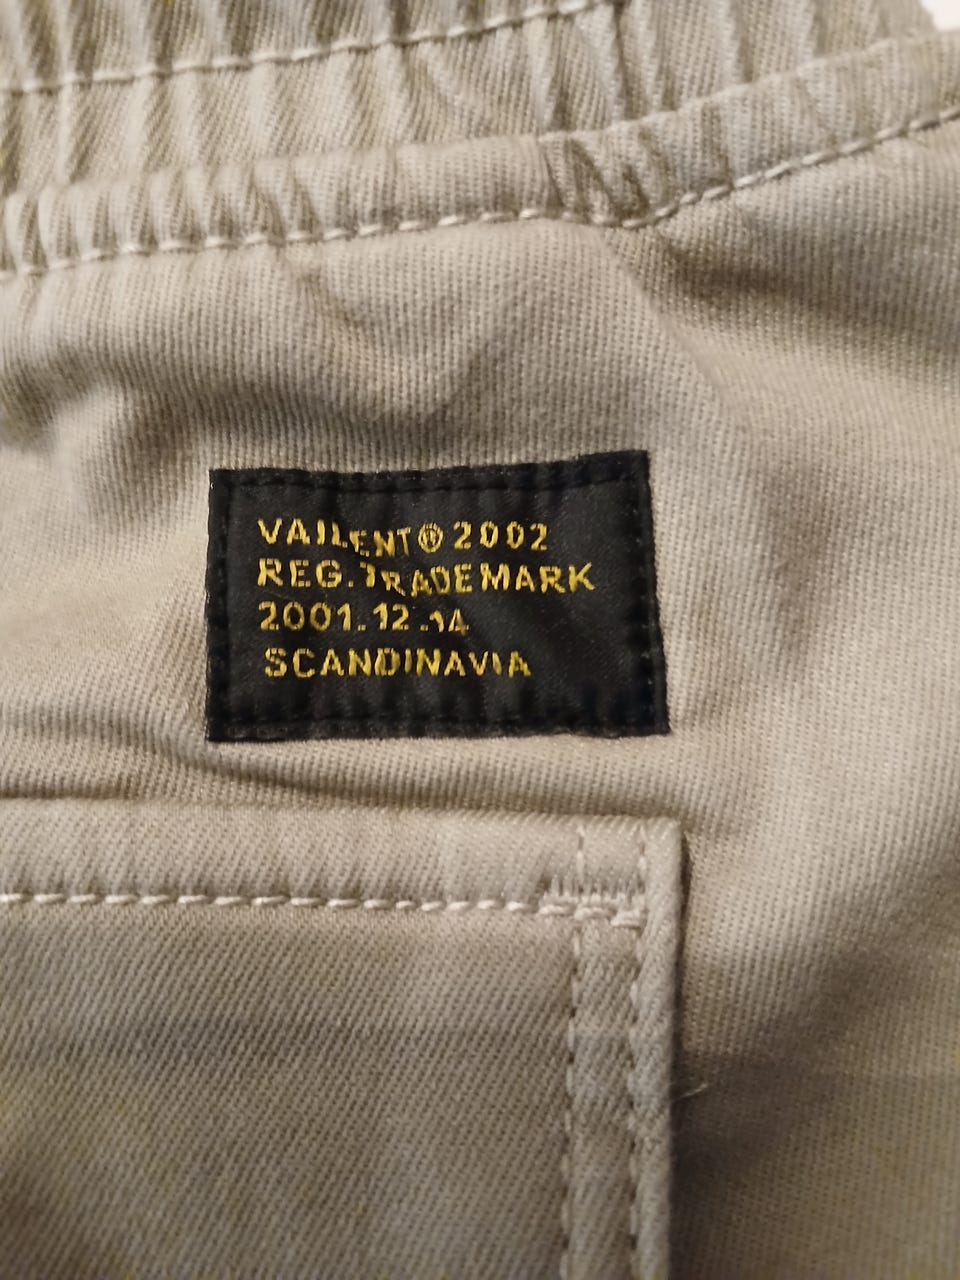 VAILENT® 2002
REG. TRADEMARK
2001.12.14
SCANDINAVIA